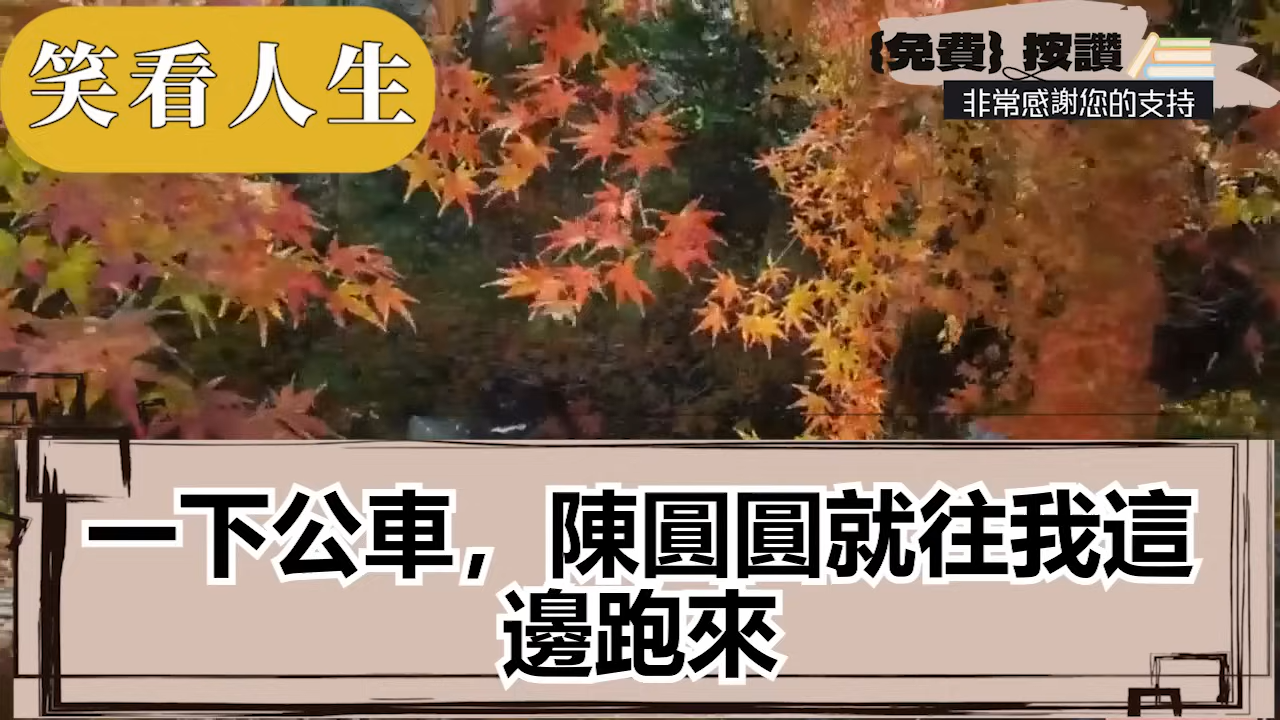 笑看人生
{免費} 按讚
非常感謝您的支持
一下公車，陳圓圓就往我這
邊跑來